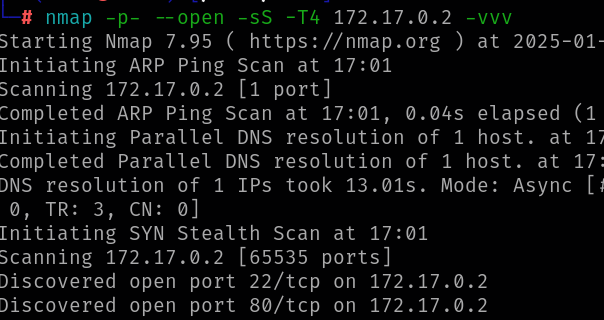 # nmap -p- --open -sS -T4 172.17.0.2 -vvv
Starting Nmap 7.95 ( https://nmap.org ) at 2025-01-
Initiating ARP Ping Scan at 17:01
Scanning 172.17.0.2 [1 port]
Completed ARP Ping Scan at 17:01, 0.04s elapsed (1
Initiating Parallel DNS resolution of 1 host. at 17
Completed Parallel DNS resolution of 1 host. at 17:
DNS resolution of 1 IPs took 13.01s. Mode: Async [#
0, TR: 3, CN: 0]
Initiating SYN Stealth Scan at 17:01
Scanning 172.17.0.2 [65535 ports]
Discovered open port 22/tcp on 172.17.0.2
Discovered open port 80/tcp on 172.17.0.2